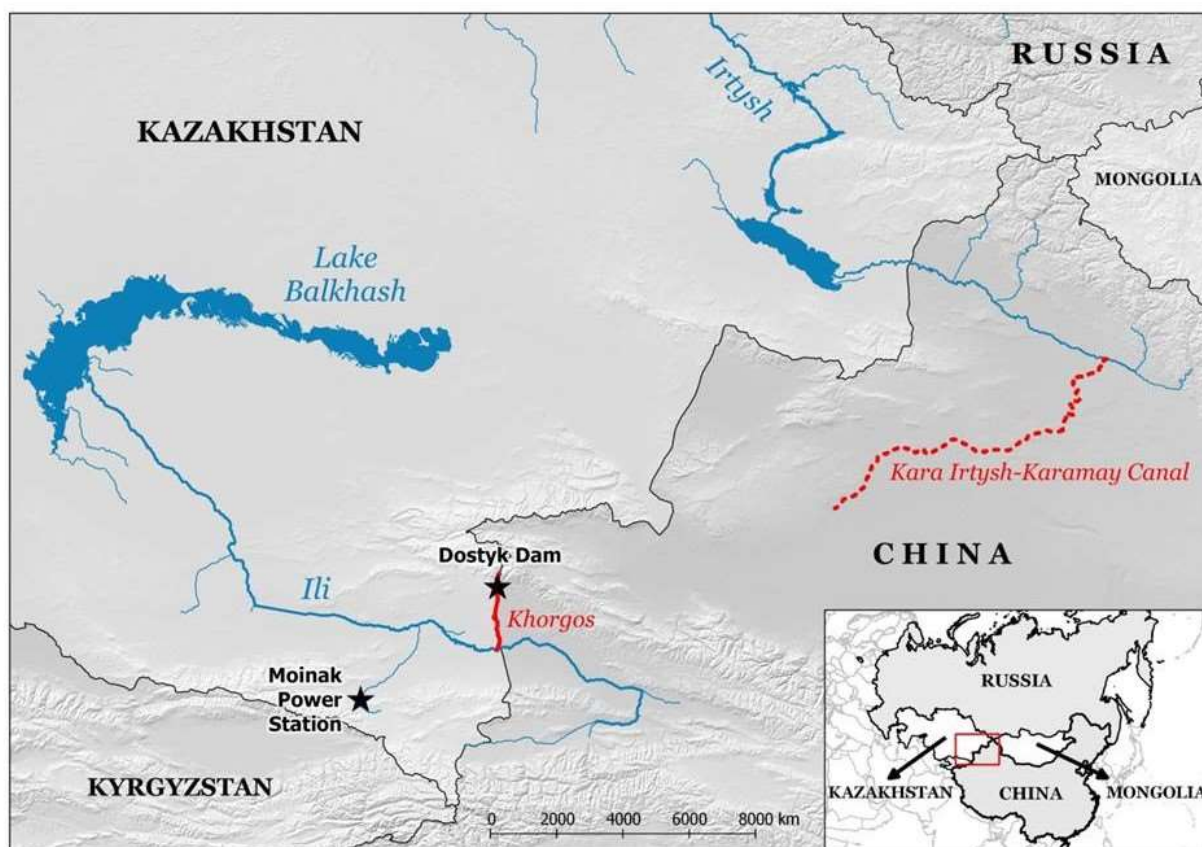 RUSSIA
Irtysh
KAZAKHSTAN
MONGOLIA
Lake
Balkhash
Kara Irtysh-Karamay Canal
CHINA
Dostyk Dam
Ili
Khorgos
Moinak
Power
Station
KYRGYZSTAN
0 2000 4000 6000 8000 km
RUSSIA
KAZAKHSTAN
CHINA
MONGOLIA